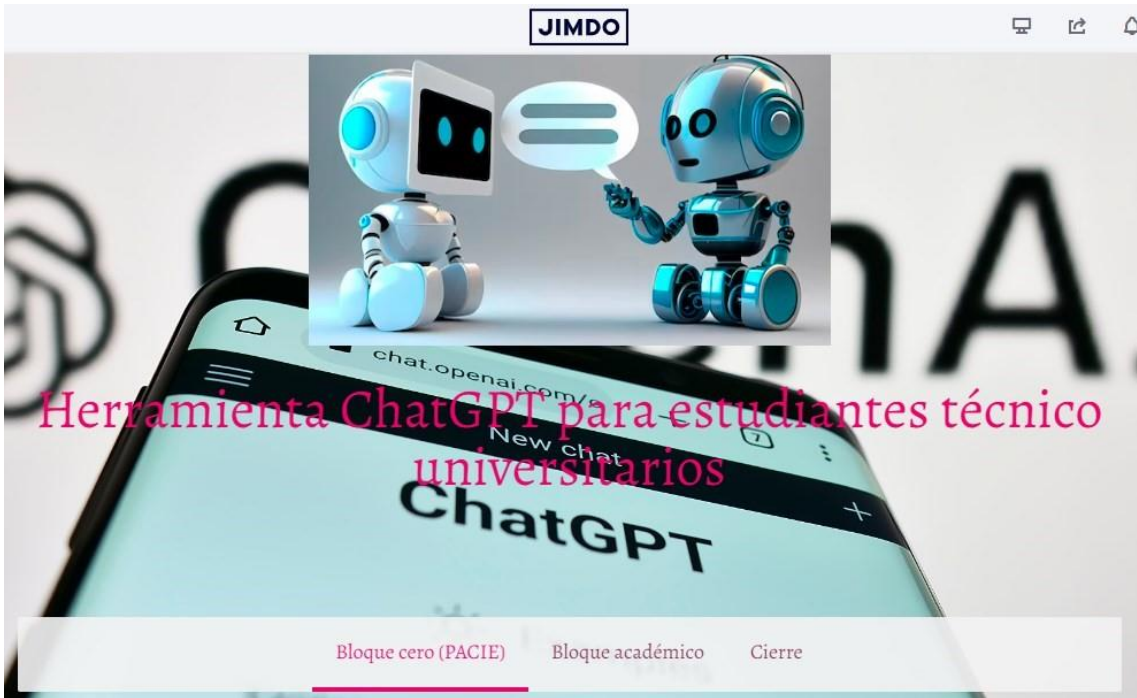 JIMDO
chat.openai.com/
7
New chat
Herramienta ChatGPT para estudiantes técnico
universitarios
ChatGPT
Bloque cero (PACIE)
Bloque académico
Cierre